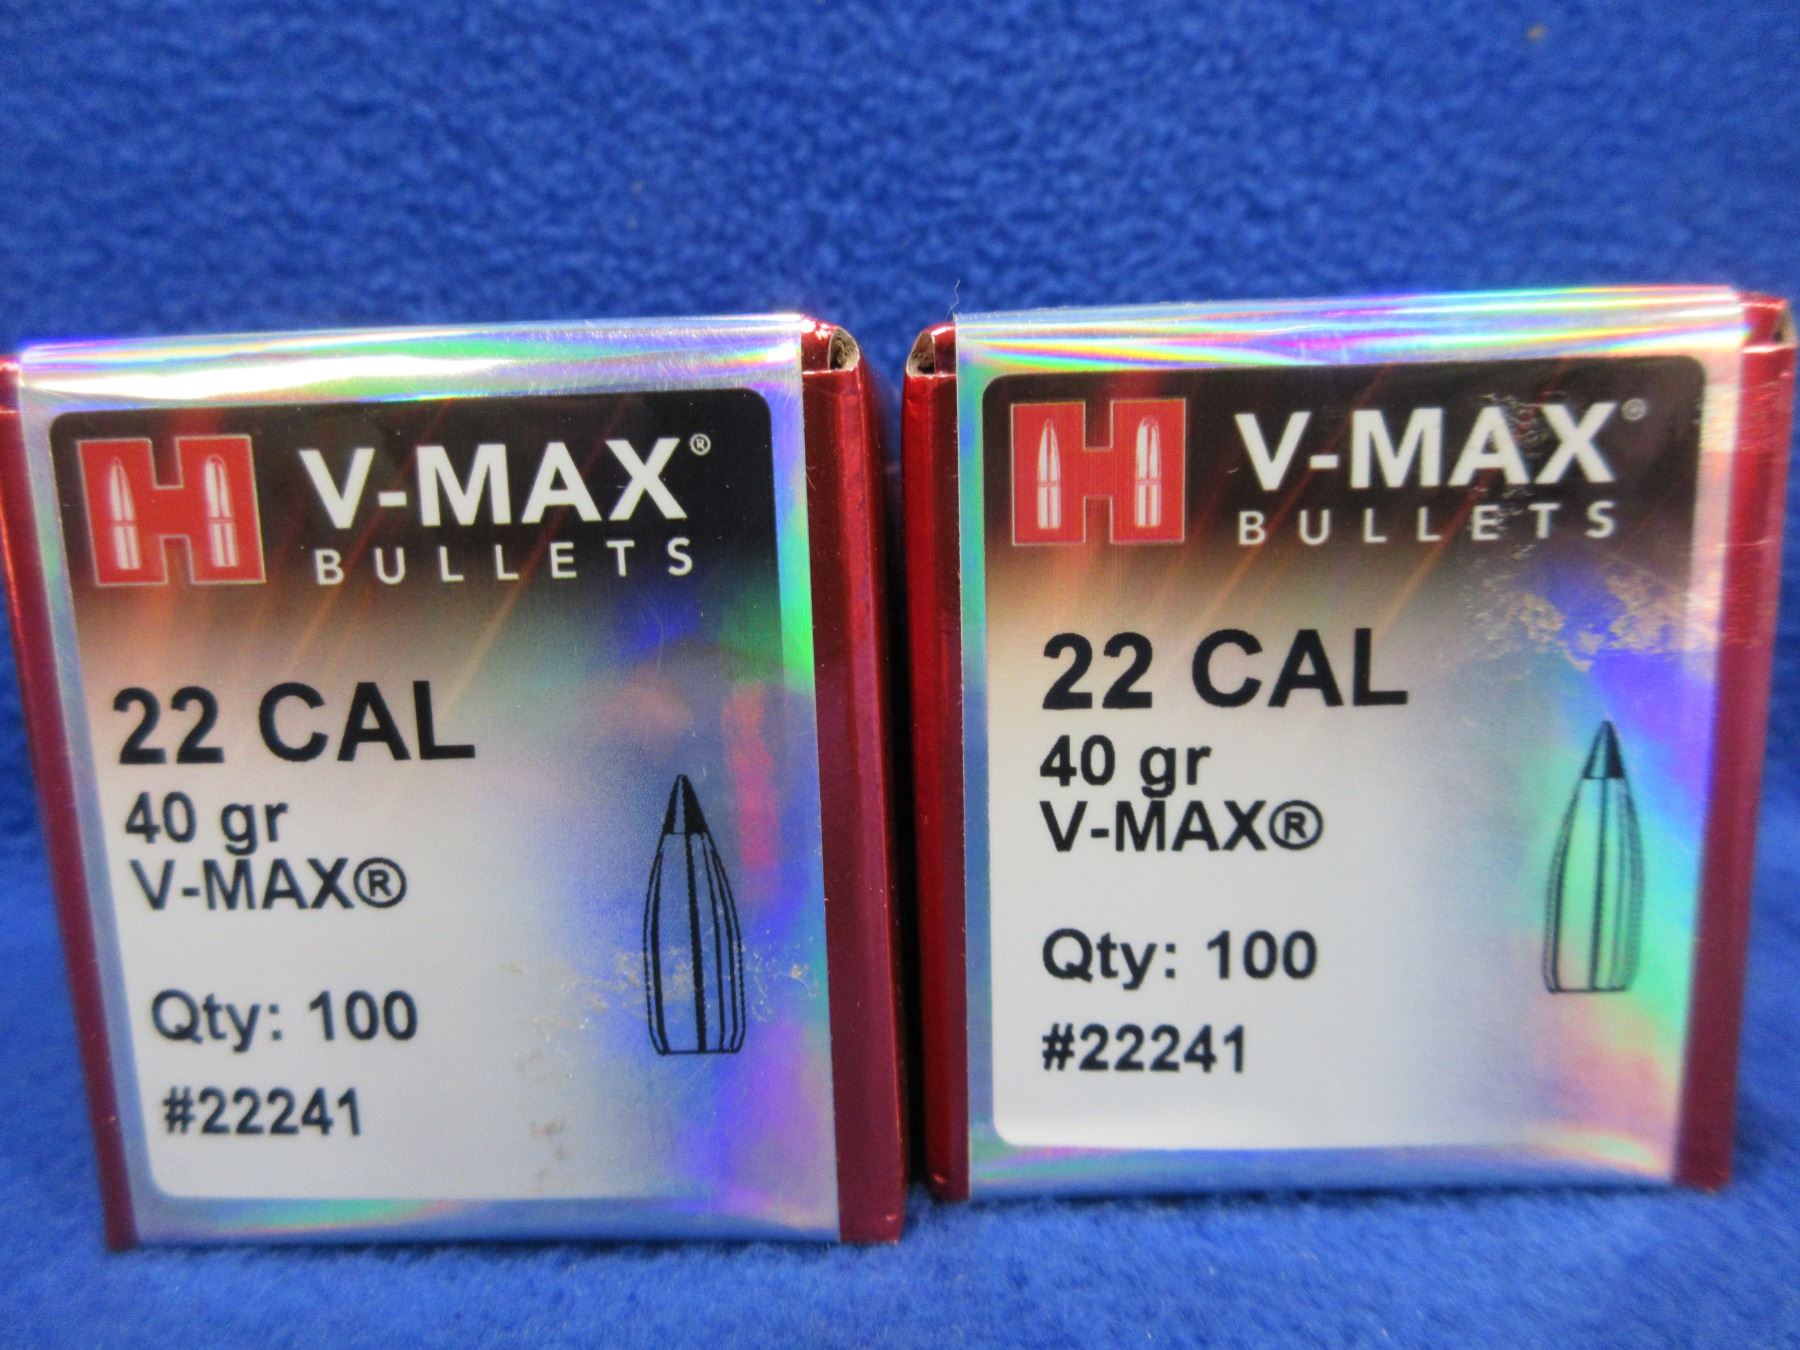 H V-MAX®
BULLETS
22 CAL
40 gr
V-MAX®
Qty: 100
#22241
H V-MAX®
BULLETS
22 CAL
40 gr
V-MAX®
Qty: 100
#22241